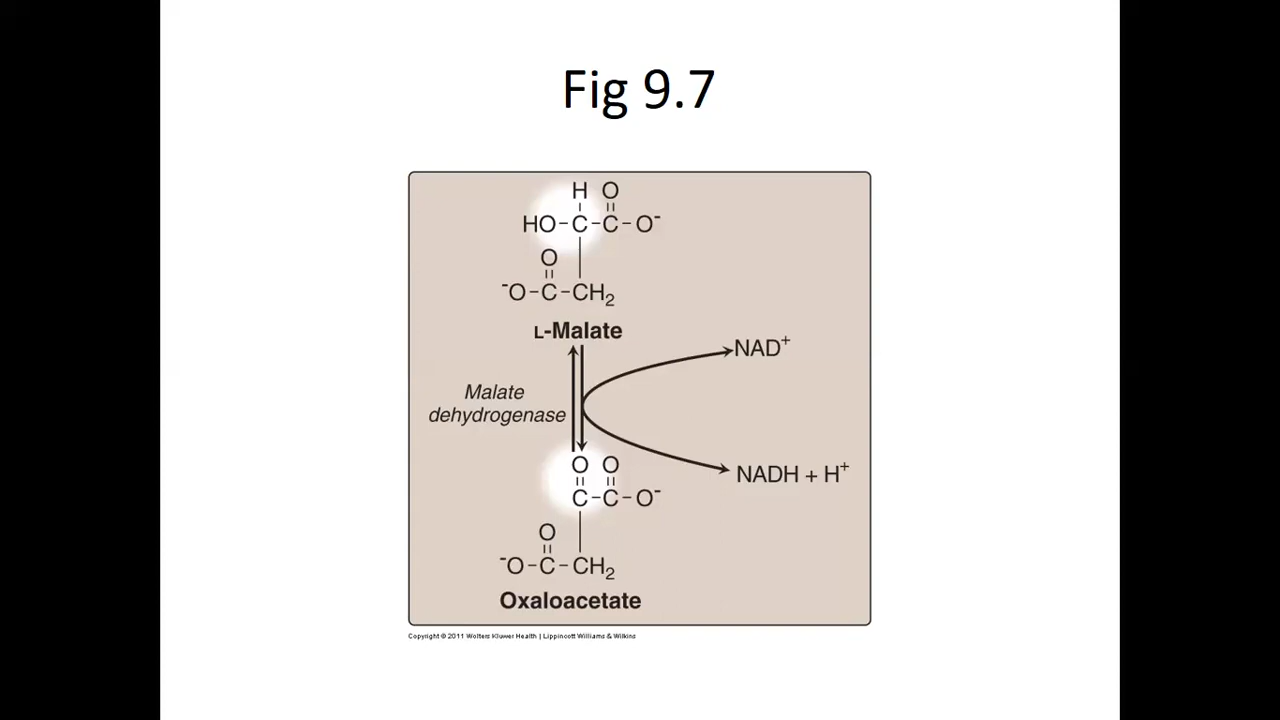 Fig 9.7
H O
HO-C-C-O-
O
-O-C-CH2
L-Malate
NAD+
Malate
dehydrogenase
O O
NADH + H+
C-C-O-
O
-O-C-CH2
Oxaloacetate
Copyright © 2011 Wolters Kluwer Health | Lippincott Williams & Wilkins